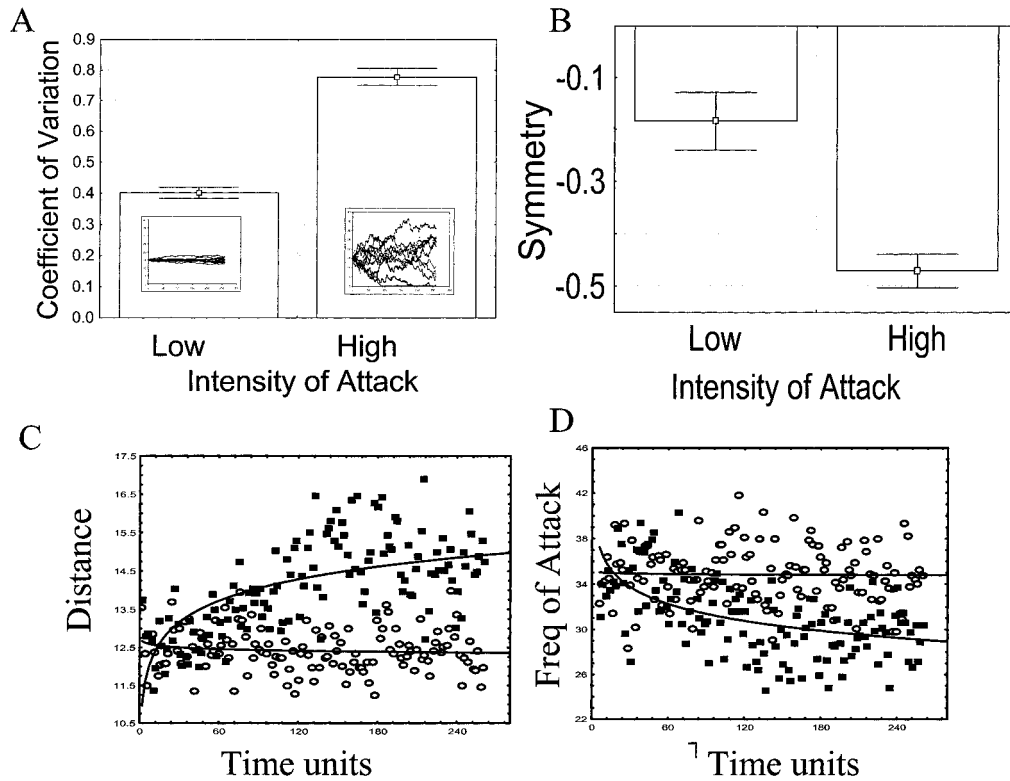 A
Coefficient of Variation
0.9
0.8
0.7
0.6
0.5
0.4
0.3
0.2
0.1
0.0
Low High
Intensity of Attack
B
Symmetry
-0.1
-0.3
-0.5
Low High
Intensity of Attack
C
Distance
17.5
16.5
15.5
14.5
13.5
12.5
11.5
10.5
0 60 120 180 240
Time units
D
Freq of Attack
46
42
38
34
30
26
22
0 60 120 180 240
Time units